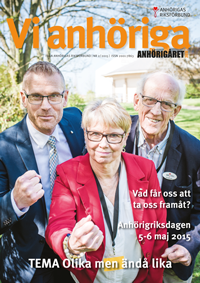 ANHÖRIGAS
RIKSFÖRBUND
Vi anhöriga
ANHÖRIGÅRET
Vad får oss att
ta oss framåt?
Anhörigriksdagen
5-6 maj 2015
TEMA Olika men ändå lika